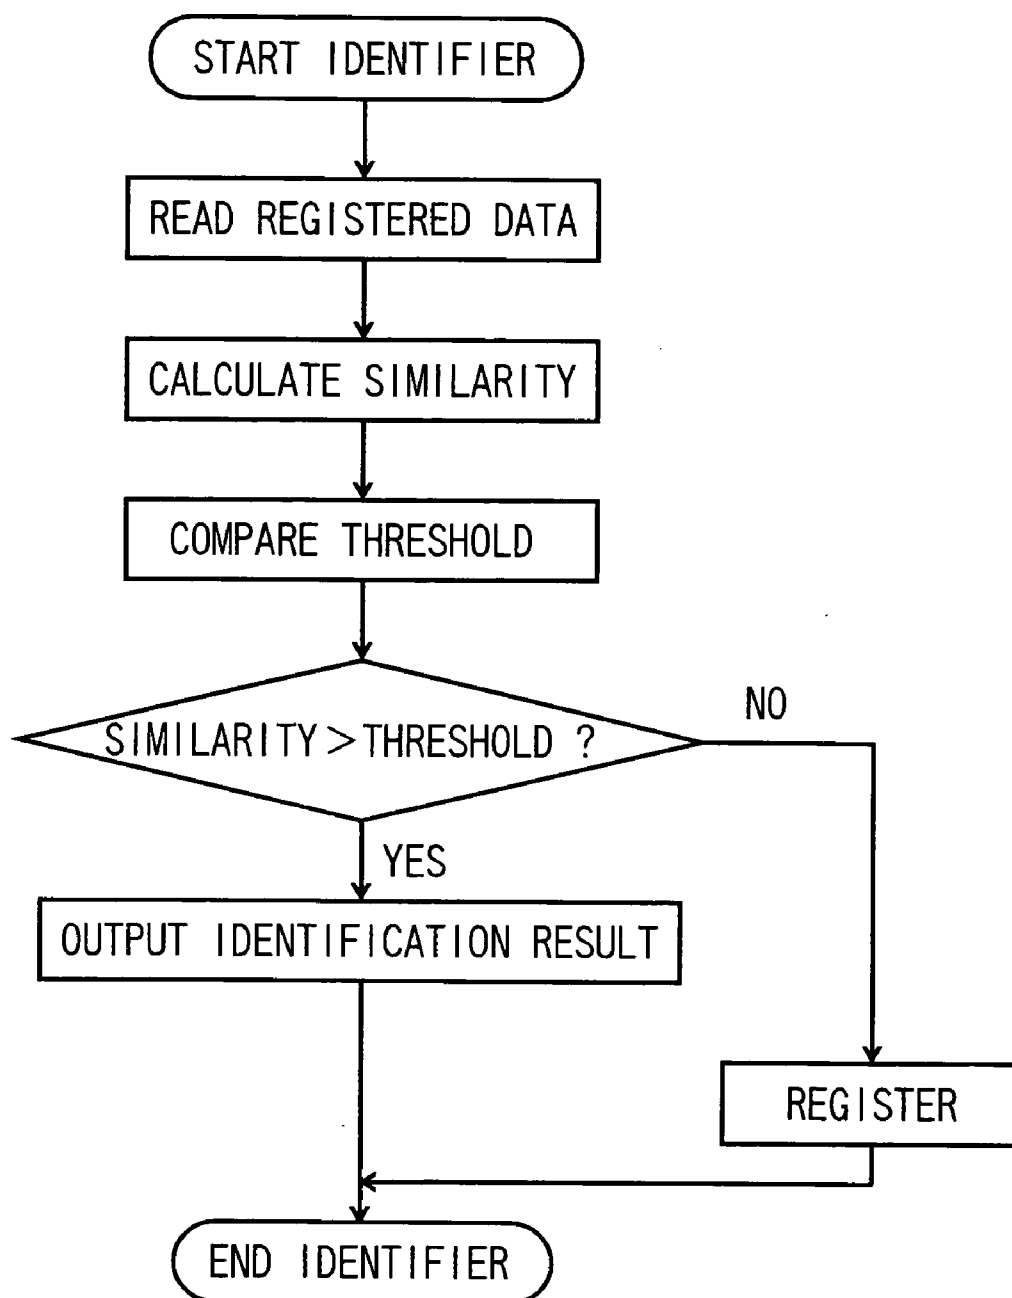 START IDENTIFIER
READ REGISTERED DATA
CALCULATE SIMILARITY
COMPARE THRESHOLD
SIMILARITY>THRESHOLD ?
NO
YES
OUTPUT IDENTIFICATION RESULT
REGISTER
END IDENTIFIER